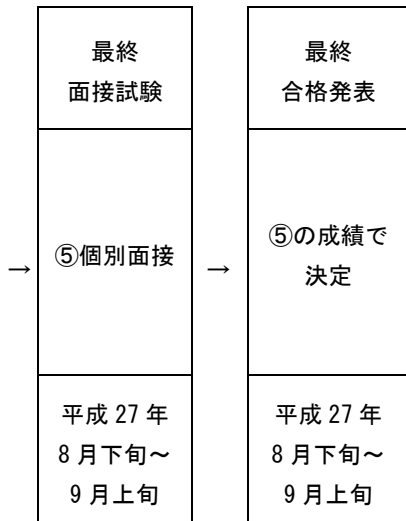 最終
面接試験
→
⑤個別面接
平成 27 年
8 月下旬～
9 月上旬
→
最終
合格発表
⑤の成績で
決定
平成 27 年
8 月下旬～
9 月上旬